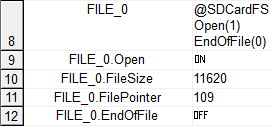 FILE_0 @SDCardFS
Open(1)
8 EndOfFile(0)
9 FILE_0.Open ON
10 FILE_0.FileSize 11620
11 FILE_0.FilePointer 109
12 FILE_0.EndOfFile OFF